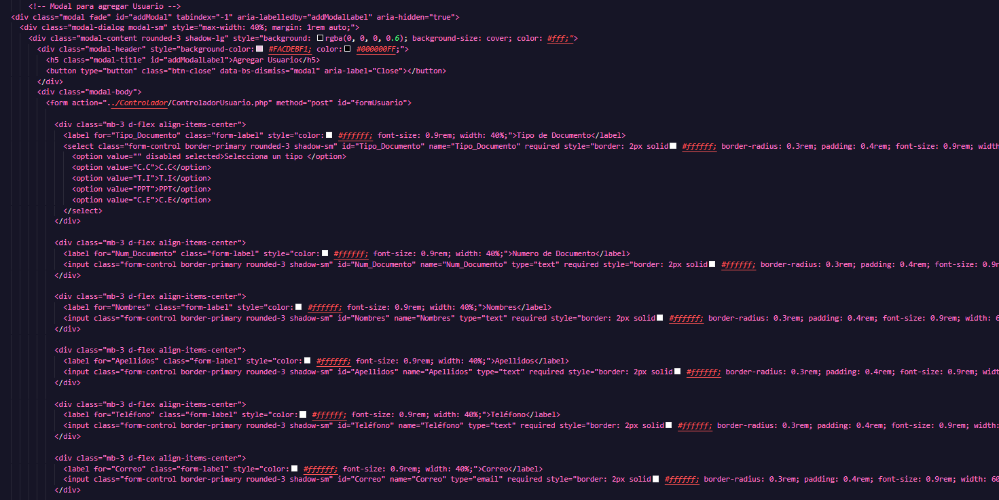 <!-- Modal para agregar Usuario -->
<div class="modal fade" id="addModal" tabindex="-1" aria-labelledby="addModalLabel" aria-hidden="true">
<div class="modal-dialog modal-sm" style="max-width: 40%; margin: 1rem auto;">
<div class="modal-content rounded-3 shadow-lg" style="background: rgba(0, 0, 0, 0.6); background-size: cover; color: #fff;">
<div class="modal-header" style="background-color: #FACDEBF1; color: #000000FF;">
<h5 class="modal-title" id="addModalLabel">Agregar Usuario</h5>
<button type="button" class="btn-close" data-bs-dismiss="modal" aria-label="Close"></button>
</div>
<div class="modal-body">
<form action="../Controlador/ControladorUsuario.php" method="post" id="formUsuario">
<div class="mb-3 d-flex align-items-center">
<label for="Tipo_Documento" class="form-label" style="color: #ffffff; font-size: 0.9rem; width: 40%;">Tipo de Documento</label>
<select class="form-control border-primary rounded-3 shadow-sm" id="Tipo_Documento" name="Tipo_Documento" required style="border: 2px solid #ffffff; border-radius: 0.3rem; padding: 0.4rem; font-size: 0.9rem; width
<option value="" disabled selected>Selecciona un tipo </option>
<option value="C.C">C.C</option>
<option value="T.I">T.I</option>
<option value="PPT">PPT</option>
<option value="C.E">C.E</option>
</select>
</div>
<div class="mb-3 d-flex align-items-center">
<label for="Num_Documento" class="form-label" style="color: #ffffff; font-size: 0.9rem; width: 40%;">Numero de Documento</label>
<input class="form-control border-primary rounded-3 shadow-sm" id="Num_Documento" name="Num_Documento" type="text" required style="border: 2px solid #ffffff; border-radius: 0.3rem; padding: 0.4rem; font-size: 0.9r
</div>
<div class="mb-3 d-flex align-items-center">
<label for="Nombres" class="form-label" style="color: #ffffff; font-size: 0.9rem; width: 40%;">Nombres</label>
<input class="form-control border-primary rounded-3 shadow-sm" id="Nombres" name="Nombres" type="text" required style="border: 2px solid #ffffff; border-radius: 0.3rem; padding: 0.4rem; font-size: 0.9rem; width: 6
</div>
<div class="mb-3 d-flex align-items-center">
<label for="Apellidos" class="form-label" style="color: #ffffff; font-size: 0.9rem; width: 40%;">Apellidos</label>
<input class="form-control border-primary rounded-3 shadow-sm" id="Apellidos" name="Apellidos" type="text" required style="border: 2px solid #ffffff; border-radius: 0.3rem; padding: 0.4rem; font-size: 0.9rem; widt
</div>
<div class="mb-3 d-flex align-items-center">
<label for="Teléfono" class="form-label" style="color: #ffffff; font-size: 0.9rem; width: 40%;">Teléfono</label>
<input class="form-control border-primary rounded-3 shadow-sm" id="Teléfono" name="Teléfono" type="text" required style="border: 2px solid #ffffff; border-radius: 0.3rem; padding: 0.4rem; font-size: 0.9rem; width:
</div>
<div class="mb-3 d-flex align-items-center">
<label for="Correo" class="form-label" style="color: #ffffff; font-size: 0.9rem; width: 40%;">Correo</label>
<input class="form-control border-primary rounded-3 shadow-sm" id="Correo" name="Correo" type="email" required style="border: 2px solid #ffffff; border-radius: 0.3rem; padding: 0.4rem; font-size: 0.9rem; width: 60
</div>